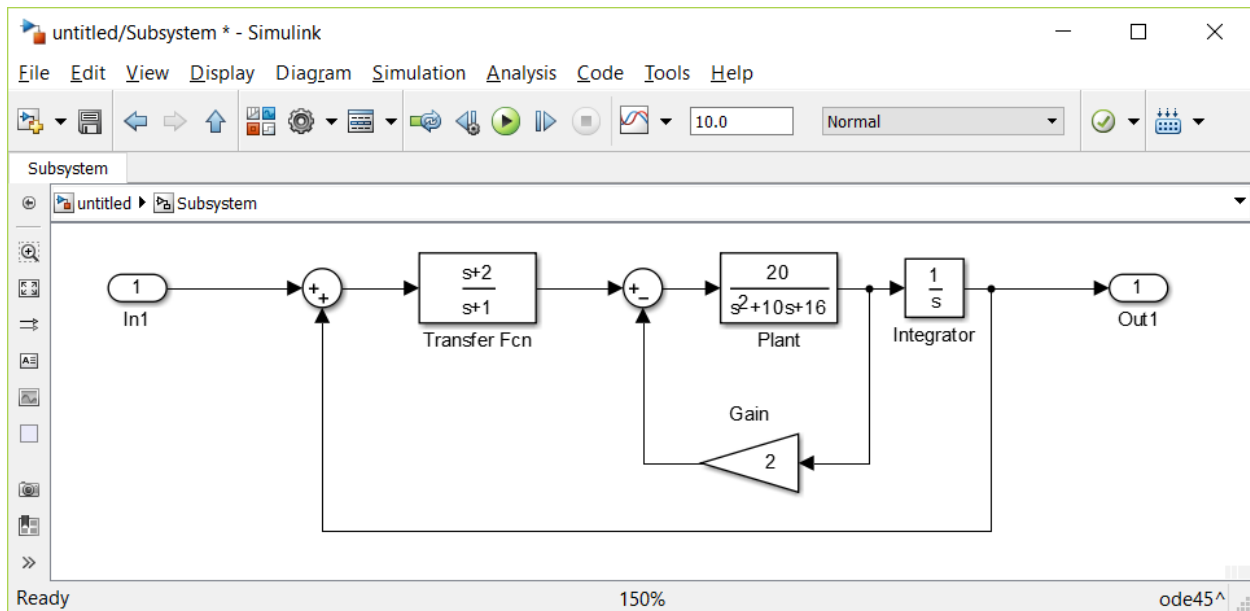 untitled/Subsystem * - Simulink
File Edit View Display Diagram Simulation Analysis Code Tools Help
10.0 Normal
Subsystem
untitled Subsystem
1
In1
++
s+2
s+1
Transfer Fcn
+-
20
s²+10s+16
Plant
1
s
Integrator
1
Out1
Gain
2
Ready 150% ode45^